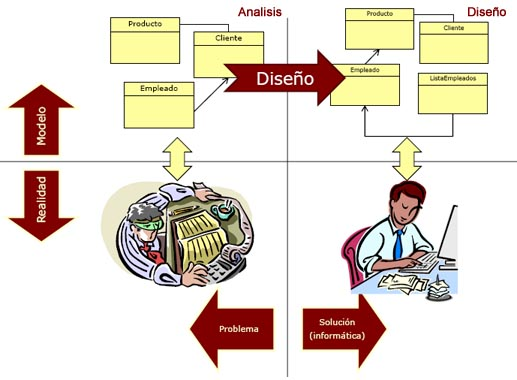 Analisis
Diseño
Producto
Cliente
Empleado
Diseño
Producto
Cliente
Empleado
ListaEmpleados
Modelo
Realidad
Problema
Solución
(informática)